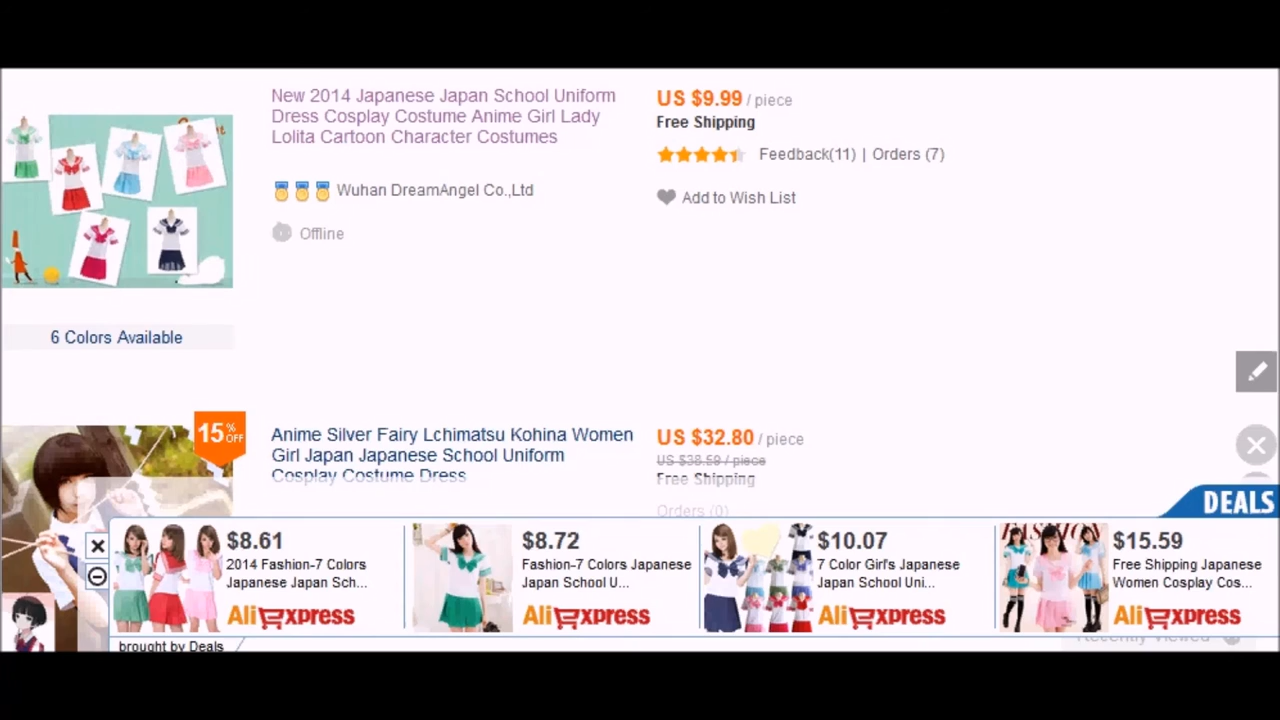 New 2014 Japanese Japan School Uniform
Dress Cosplay Costume Anime Girl Lady
Lolita Cartoon Character Costumes
Wuhan DreamAngel Co.,Ltd
Offline
US $9.99 / piece
Free Shipping
Feedback(11) | Orders (7)
Add to Wish List
6 Colors Available
15% OFF
Anime Silver Fairy Lchimatsu Kohina Women
Girl Japan Japanese School Uniform
Cosplay Costume Dress
US $32.80 / piece
US $38.59 / piece
Free Shipping
Orders (0)
DEALS
$8.61
2014 Fashion-7 Colors
Japanese Japan Sch...
AliExpress
$8.72
Fashion-7 Colors Japanese
Japan School U...
AliExpress
$10.07
7 Color Girl's Japanese
Japan School Uni...
AliExpress
$15.59
Free Shipping Japanese
Women Cosplay Cos...
AliExpress
brought by Deals
Recently Viewed